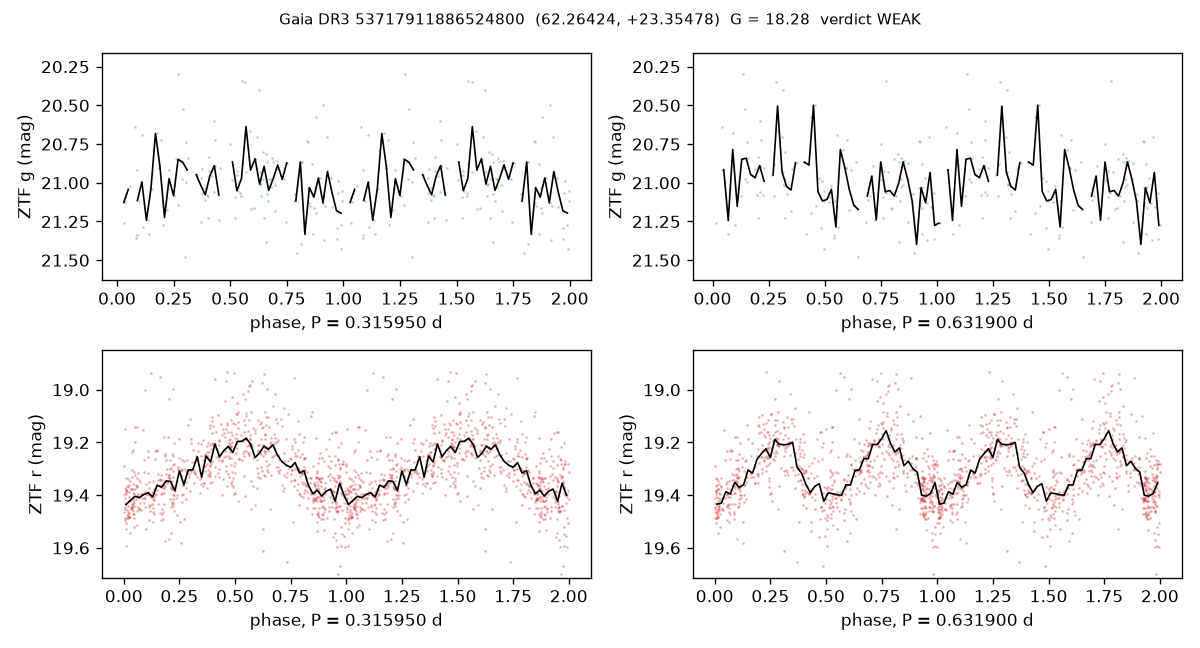 Gaia DR3 53717911886524800 (62.26424, +23.35478) G = 18.28 verdict WEAK
ZTF g (mag)
20.25
20.50
20.75
21.00
21.25
21.50
0.00 0.25 0.50 0.75 1.00 1.25 1.50 1.75 2.00
phase, P = 0.315950 d
ZTF g (mag)
20.25
20.50
20.75
21.00
21.25
21.50
0.00 0.25 0.50 0.75 1.00 1.25 1.50 1.75 2.00
phase, P = 0.631900 d
ZTF r (mag)
19.0
19.2
19.4
19.6
0.00 0.25 0.50 0.75 1.00 1.25 1.50 1.75 2.00
phase, P = 0.315950 d
ZTF r (mag)
19.0
19.2
19.4
19.6
0.00 0.25 0.50 0.75 1.00 1.25 1.50 1.75 2.00
phase, P = 0.631900 d